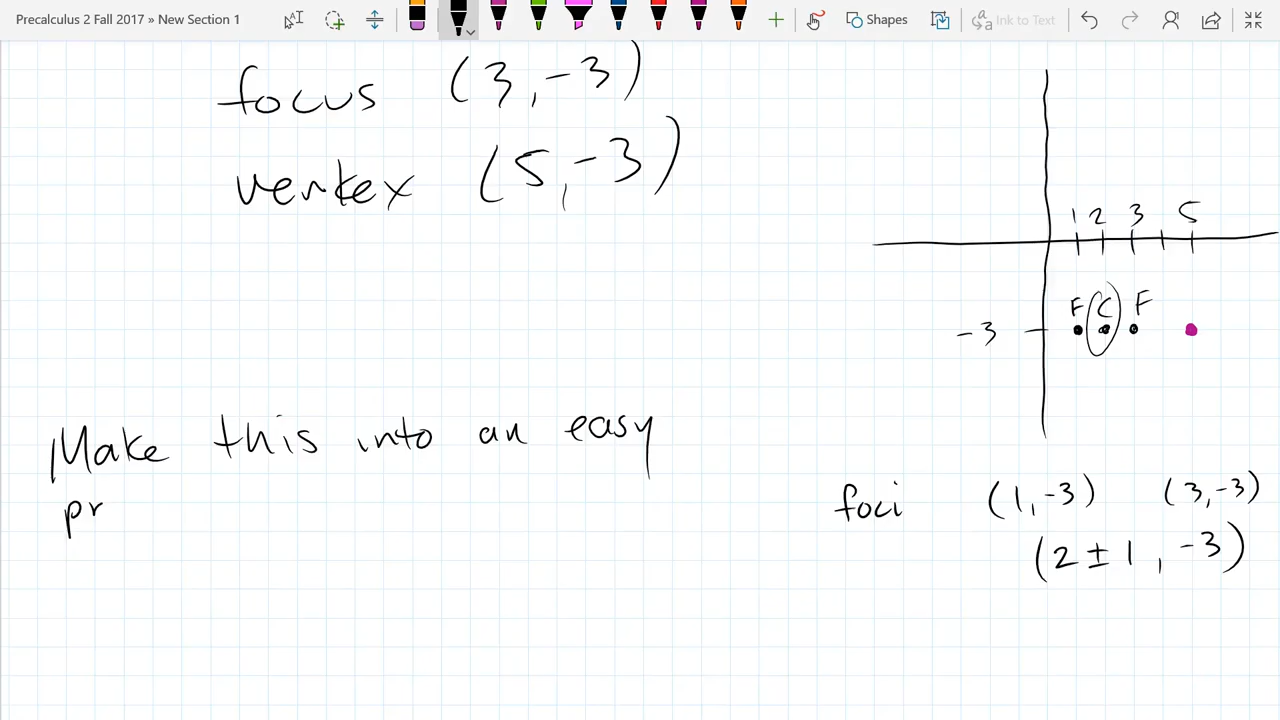 Precalculus 2 Fall 2017 » New Section 1
Shapes
Ink to Text
focus (3,-3)
vertex (5,-3)
1 2 3 5
F C F
-3
Make this into an easy
pr
foci (1,-3) (3,-3)
(2 ± 1, -3)